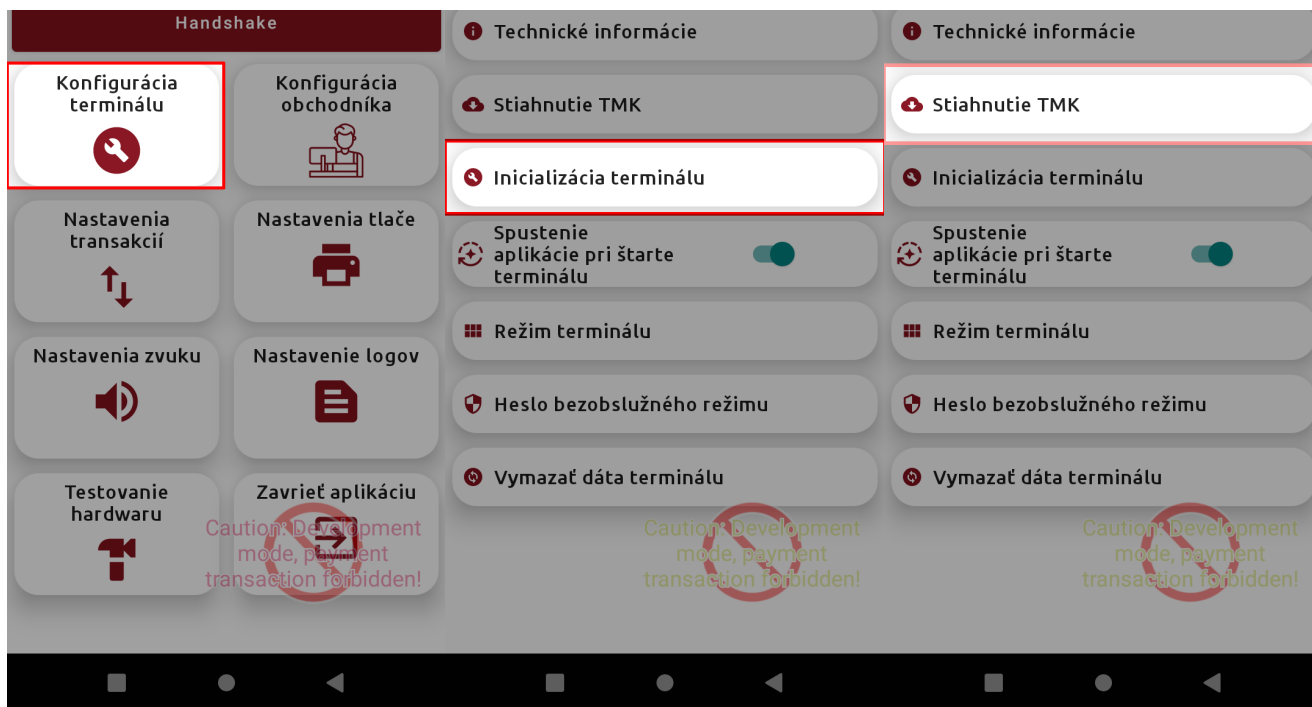 Handshake
Konfigurácia
terminálu
Konfigurácia
obchodníka
Nastavenia
transakcií
Nastavenia tlače
Nastavenia zvuku
Nastavenie logov
Testovanie
hardwaru
Zavrieť aplikáciu
Caution: Development
mode, payment
transaction forbidden!
Technické informácie
Stiahnutie TMK
Inicializácia terminálu
Spustenie
aplikácie pri štarte
terminálu
Režim terminálu
Heslo bezobslužného režimu
Vymazať dáta terminálu
Caution: Development
mode, payment
transaction forbidden!
Technické informácie
Stiahnutie TMK
Inicializácia terminálu
Spustenie
aplikácie pri štarte
terminálu
Režim terminálu
Heslo bezobslužného režimu
Vymazať dáta terminálu
Caution: Development
mode, payment
transaction forbidden!